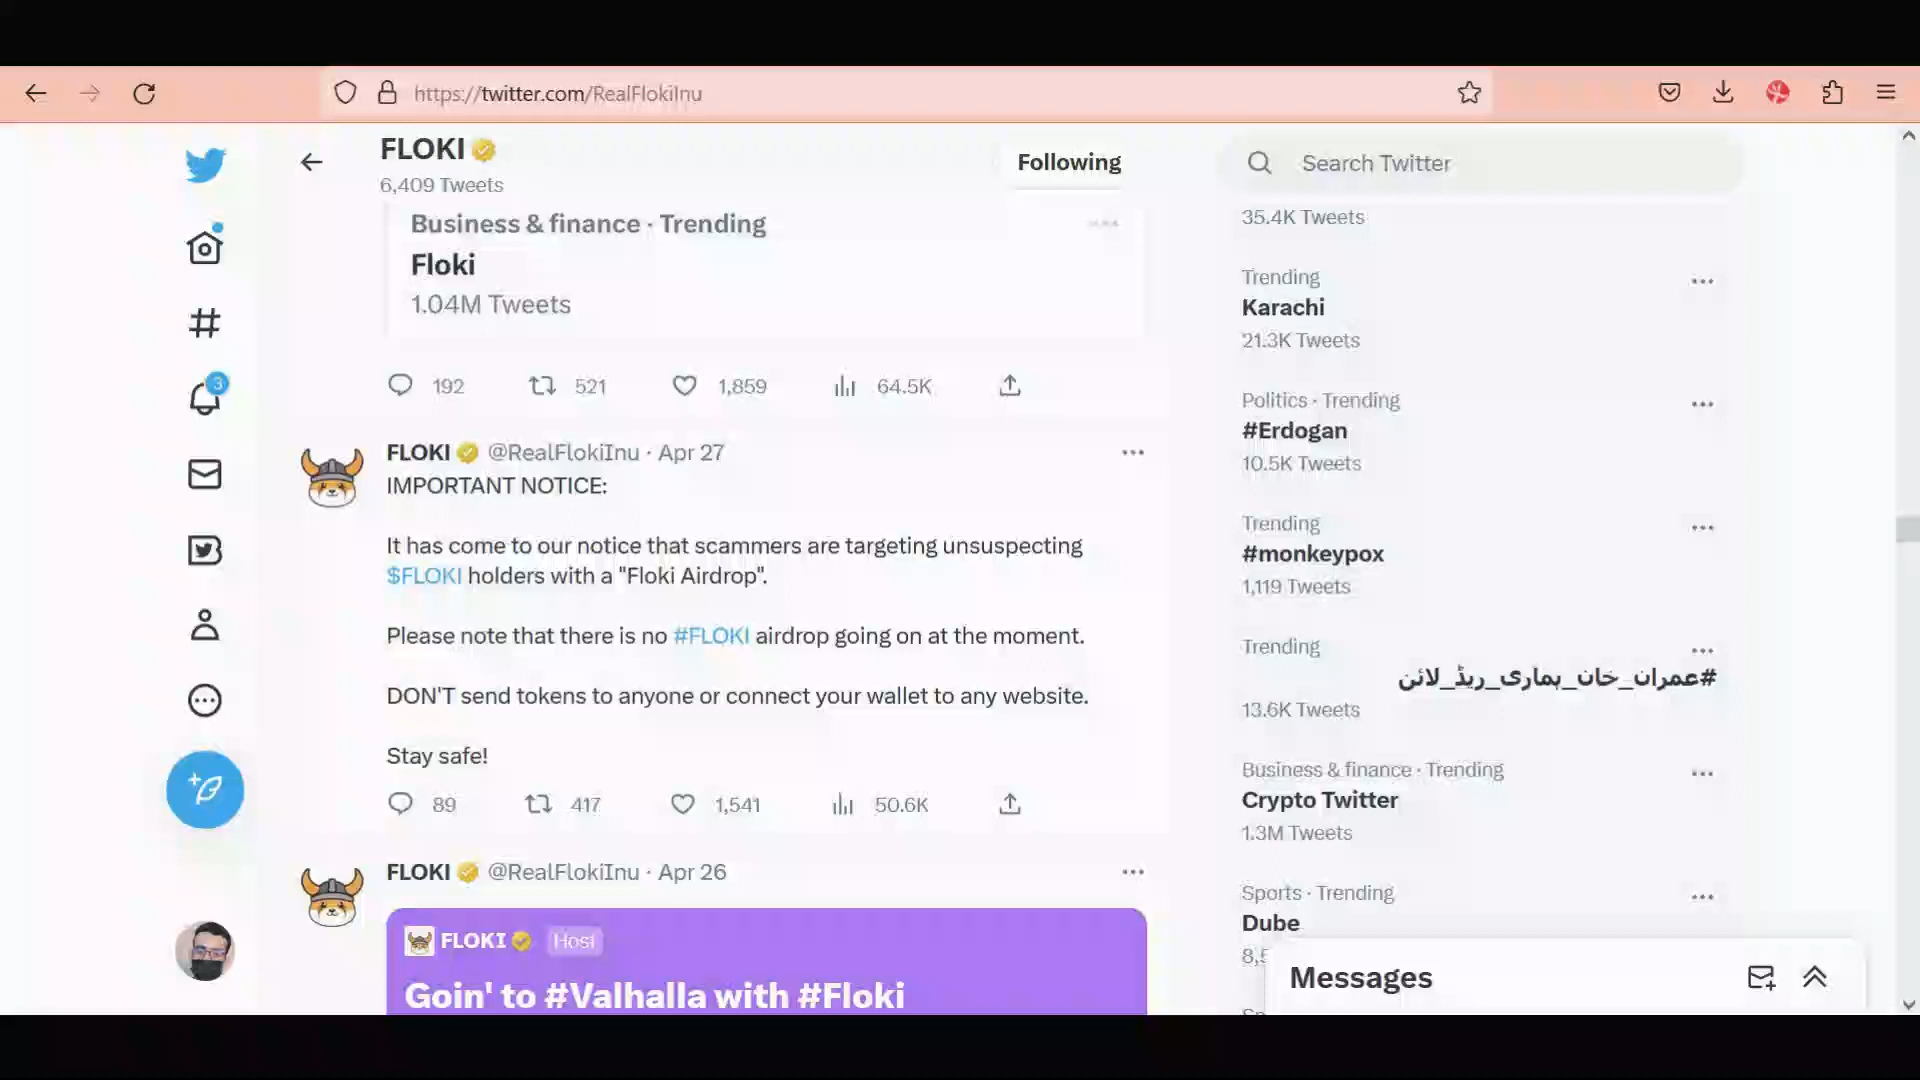 https://twitter.com/RealFlokiInu
FLOKI
6,409 Tweets
Following
Business & finance · Trending
Floki
1.04M Tweets
192 521 1,859 64.5K
FLOKI @RealFlokiInu · Apr 27
IMPORTANT NOTICE:
It has come to our notice that scammers are targeting unsuspecting
$FLOKI holders with a "Floki Airdrop".
Please note that there is no #FLOKI airdrop going on at the moment.
DON'T send tokens to anyone or connect your wallet to any website.
Stay safe!
89 417 1,541 50.6K
FLOKI @RealFlokiInu · Apr 26
FLOKI Host
Goin' to #Valhalla with #Floki
3
Search Twitter
35.4K Tweets
Trending
Karachi
21.3K Tweets
Politics · Trending
#Erdogan
10.5K Tweets
Trending
#monkeypox
1,119 Tweets
Trending
#عمران_خان_ہماری_ریڈ_لائن
13.6K Tweets
Business & finance · Trending
Crypto Twitter
1.3M Tweets
Sports · Trending
Dube
Messages